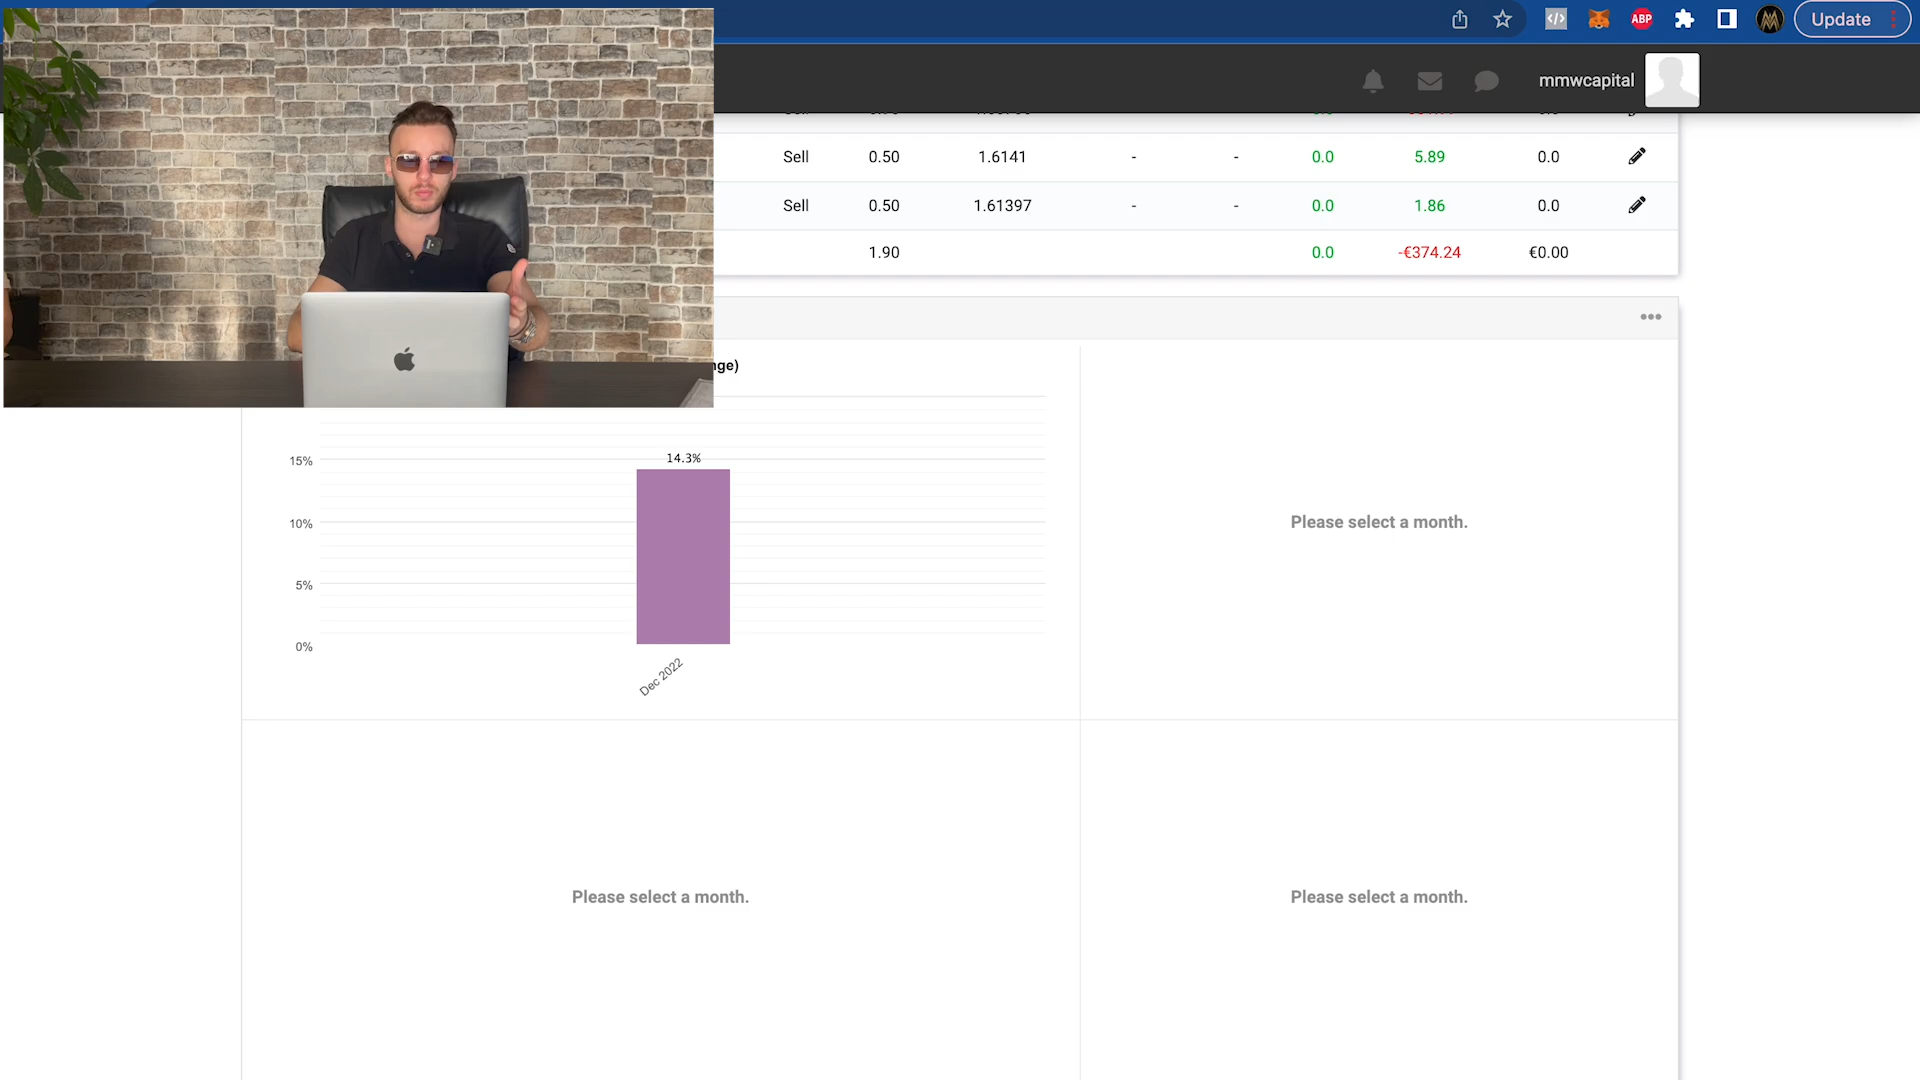 ABP
Update
mmwcapital
Sell 0.50 1.6141 - - 0.0 5.89 0.0
Sell 0.50 1.61397 - - 0.0 1.86 0.0
1.90 0.0 -€374.24 €0.00
nge)
15%
14.3%
10%
5%
0%
Dec 2022
Please select a month.
Please select a month.
Please select a month.